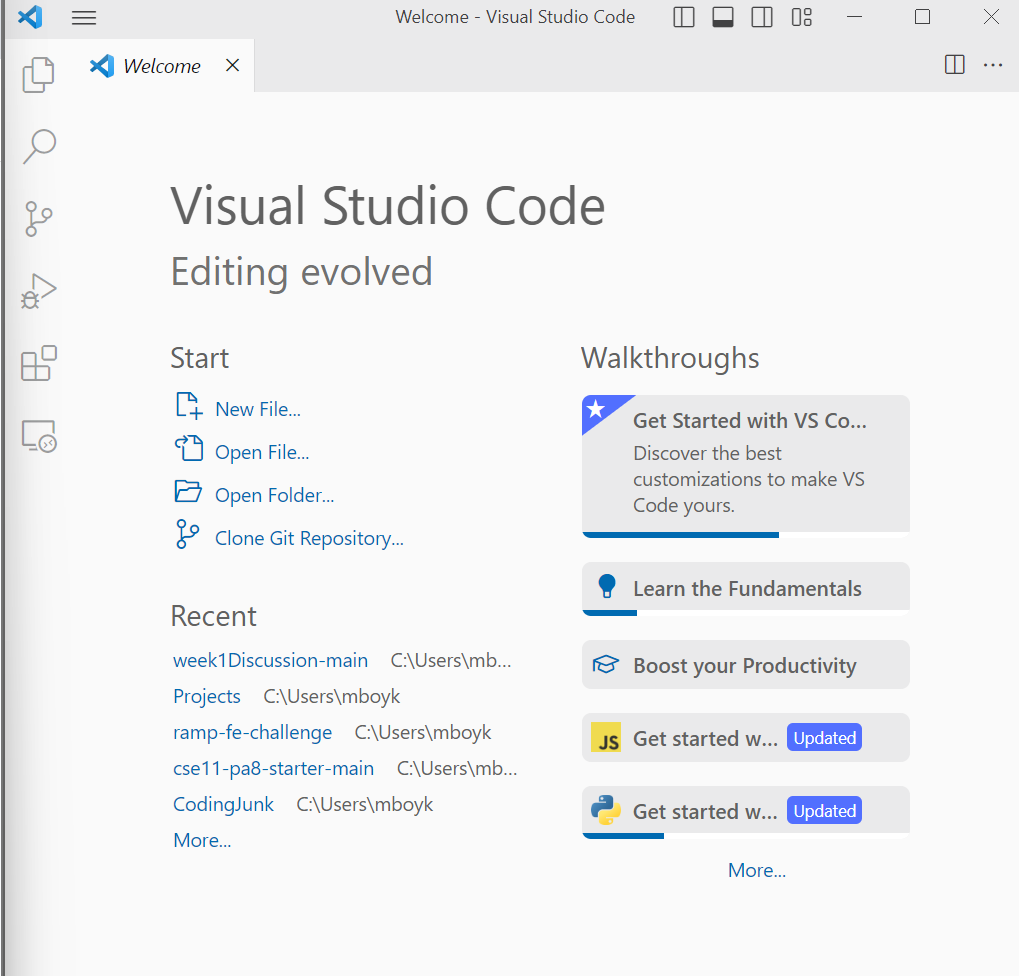 Welcome - Visual Studio Code
Welcome
Visual Studio Code
Editing evolved
Start
New File...
Open File...
Open Folder...
Clone Git Repository...
Recent
week1Discussion-main C:\Users\mb...
Projects C:\Users\mboyk
ramp-fe-challenge C:\Users\mboyk
cse11-pa8-starter-main C:\Users\mb...
CodingJunk C:\Users\mboyk
More...
Walkthroughs
Get Started with VS Co...
Discover the best
customizations to make VS
Code yours.
Learn the Fundamentals
Boost your Productivity
JS Get started w... Updated
Get started w... Updated
More...